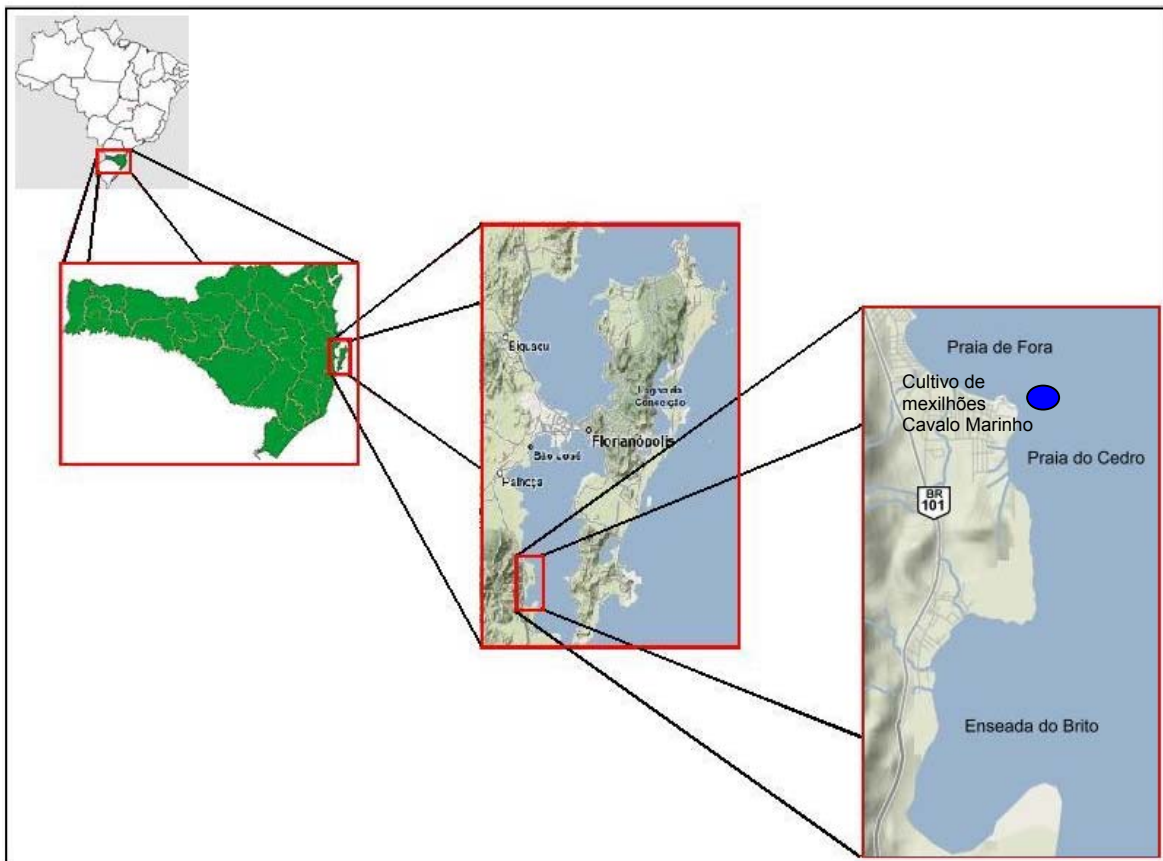 Biguaçu
Lagoa da
Conceição
Florianópolis
São José
Palhoça
Praia de Fora
Cultivo de
mexilhões
Cavalo Marinho
Praia do Cedro
BR
101
Enseada do Brito